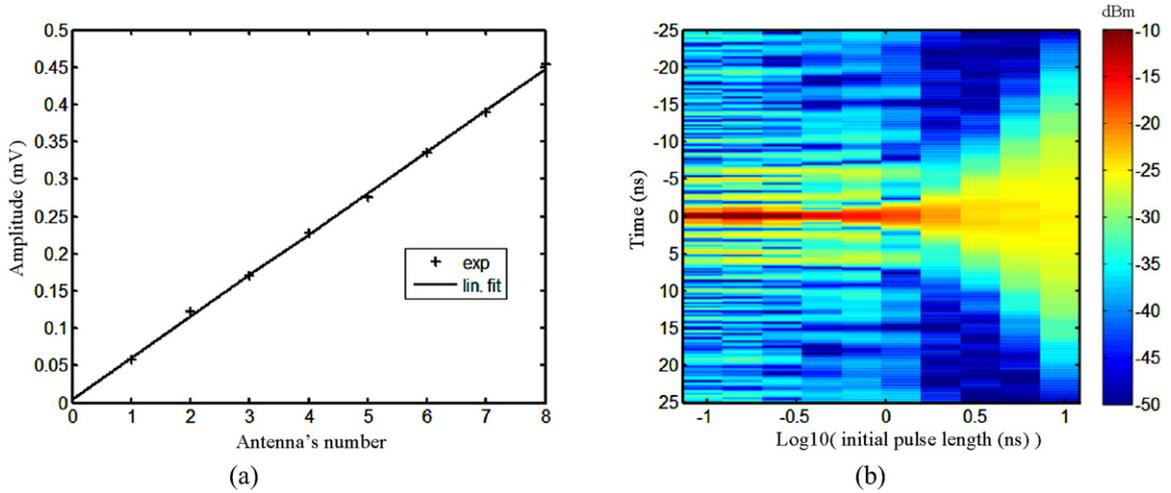 0.5
0.45
0.4
0.35
0.3
0.25
0.2
0.15
0.1
0.05
0
Amplitude (mV)
0 1 2 3 4 5 6 7 8
Antenna's number
exp
lin. fit
(a)
-25
-20
-15
-10
-5
0
5
10
15
20
25
Time (ns)
-1 -0.5 0 0.5 1
Log10( initial pulse length (ns) )
(b)
dBm
-10
-15
-20
-25
-30
-35
-40
-45
-50